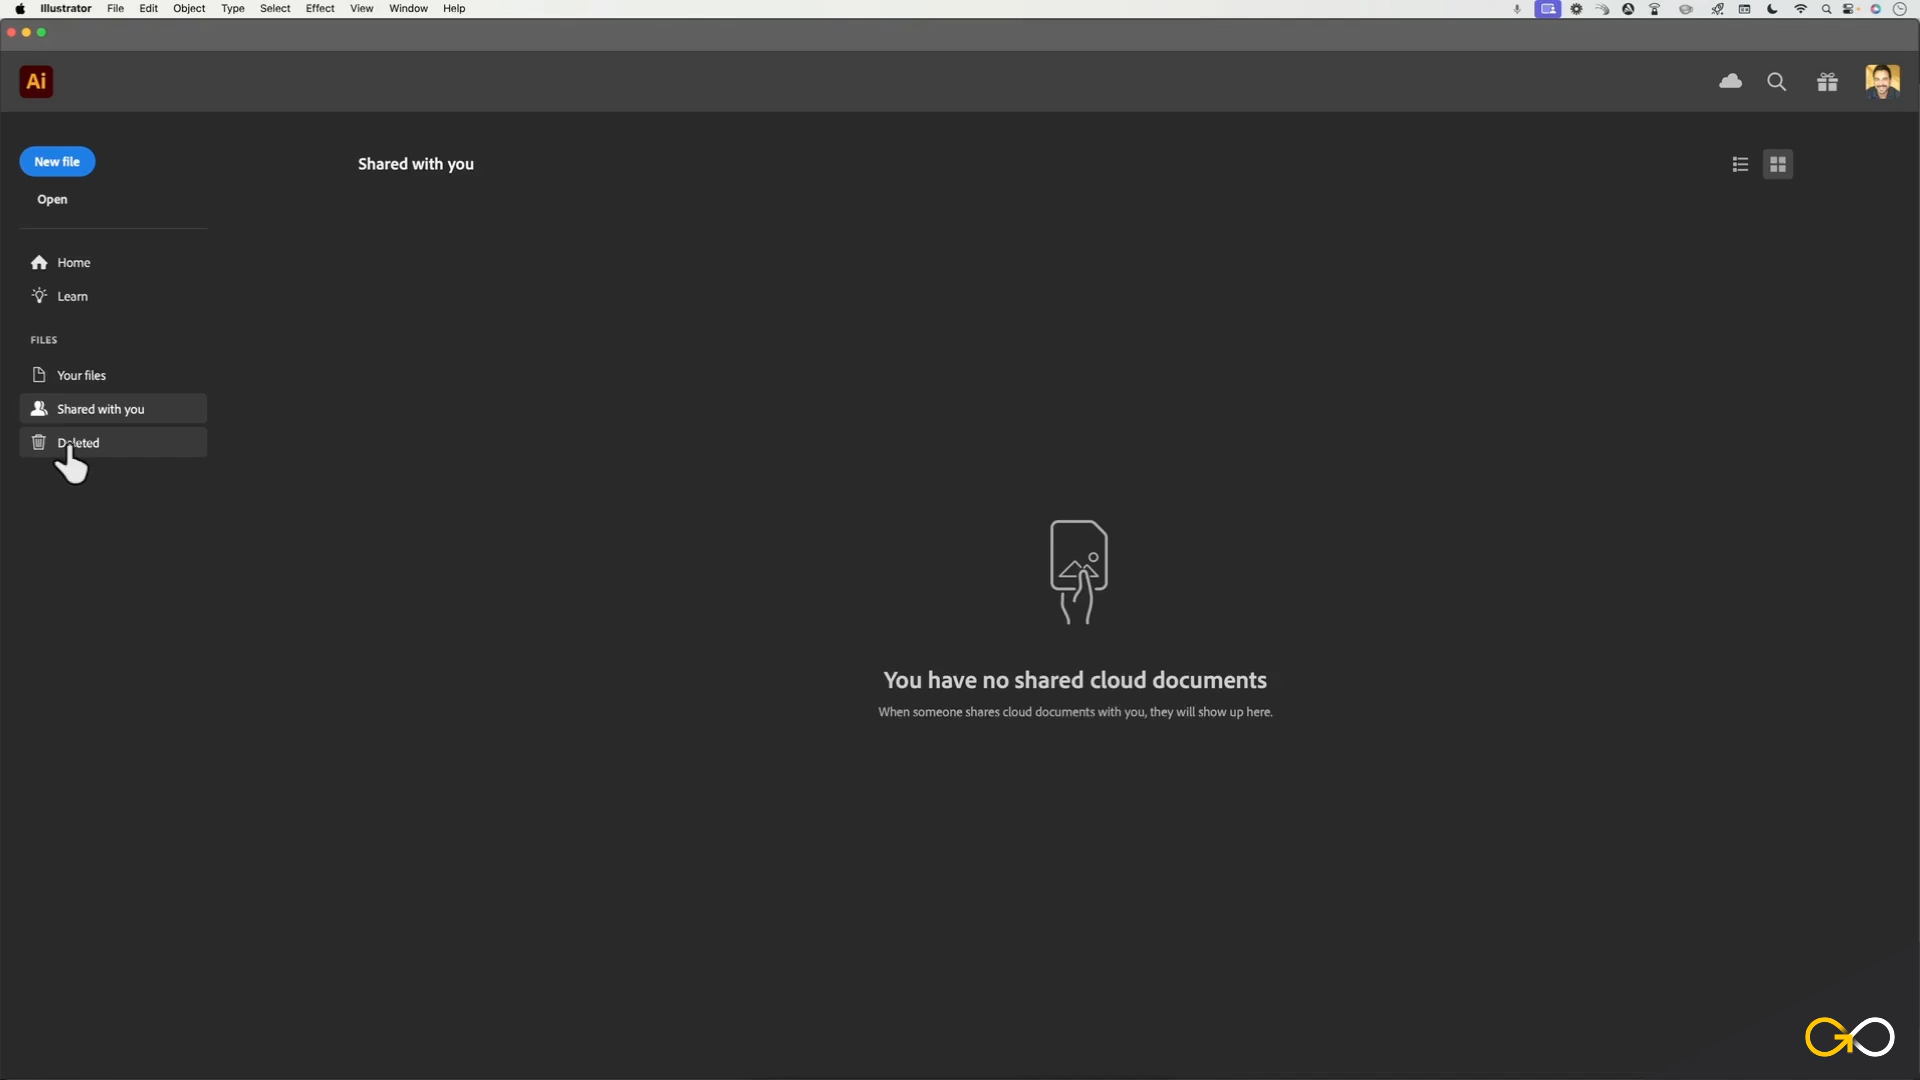 Illustrator File Edit Object Type Select Effect View Window Help
Ai
New file
Shared with you
Open
Home
Learn
FILES
Your files
Shared with you
Deleted
You have no shared cloud documents
When someone shares cloud documents with you, they will show up here.